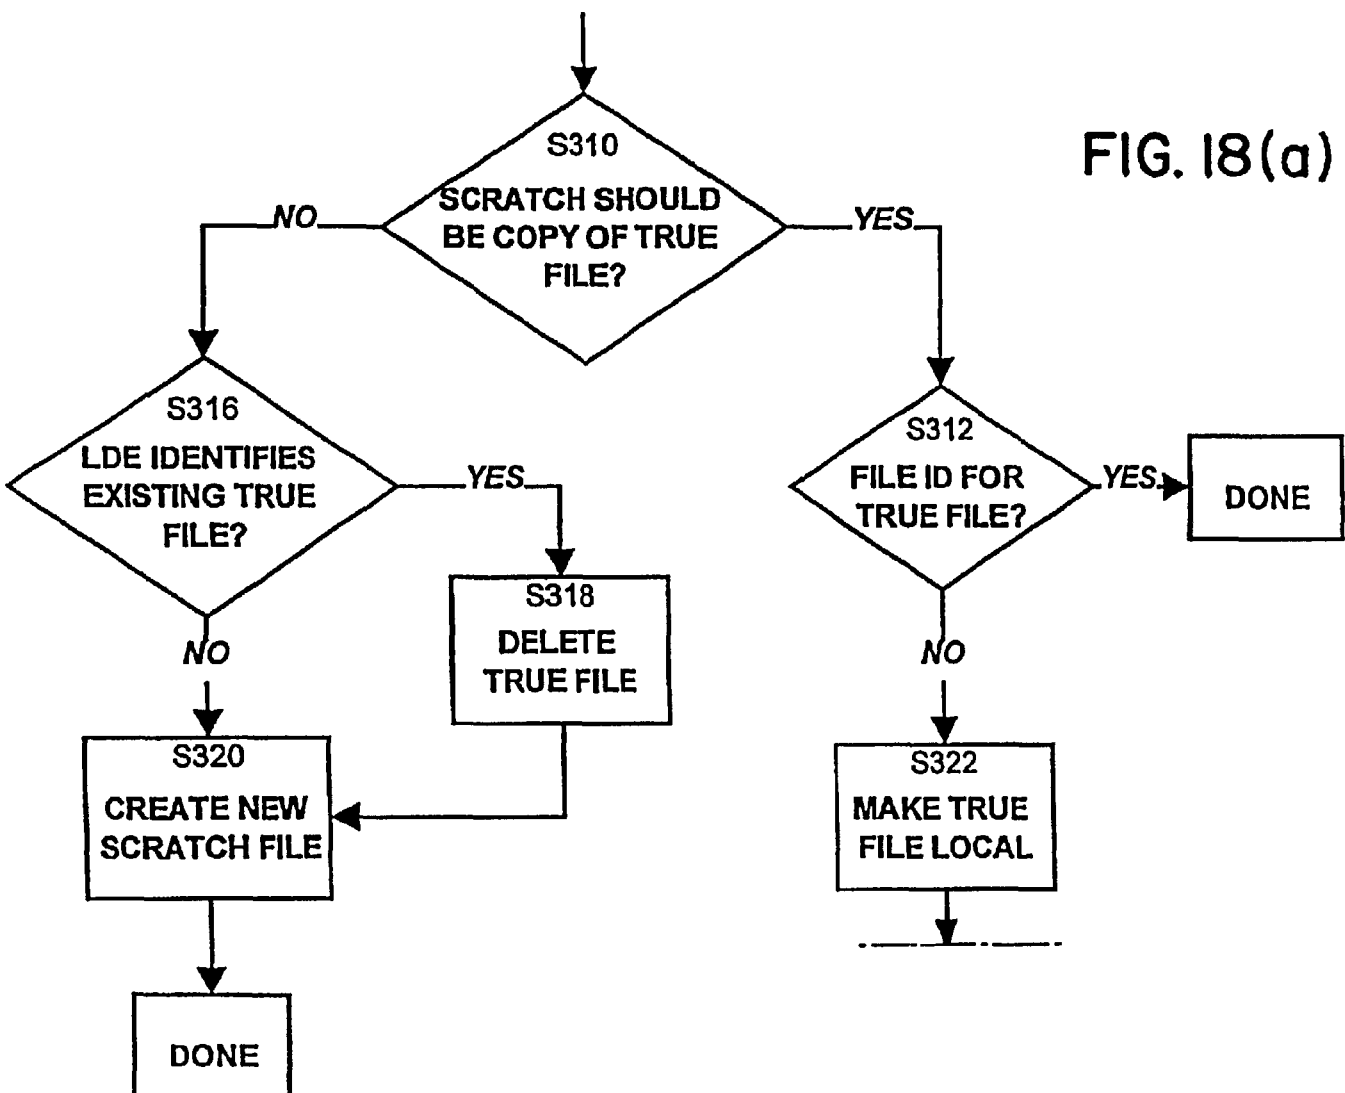 FIG. 18(a)
S310
SCRATCH SHOULD
BE COPY OF TRUE
FILE?
NO
YES
S316
LDE IDENTIFIES
EXISTING TRUE
FILE?
YES
NO
S312
FILE ID FOR
TRUE FILE?
YES
DONE
NO
S318
DELETE
TRUE FILE
S320
CREATE NEW
SCRATCH FILE
S322
MAKE TRUE
FILE LOCAL
DONE